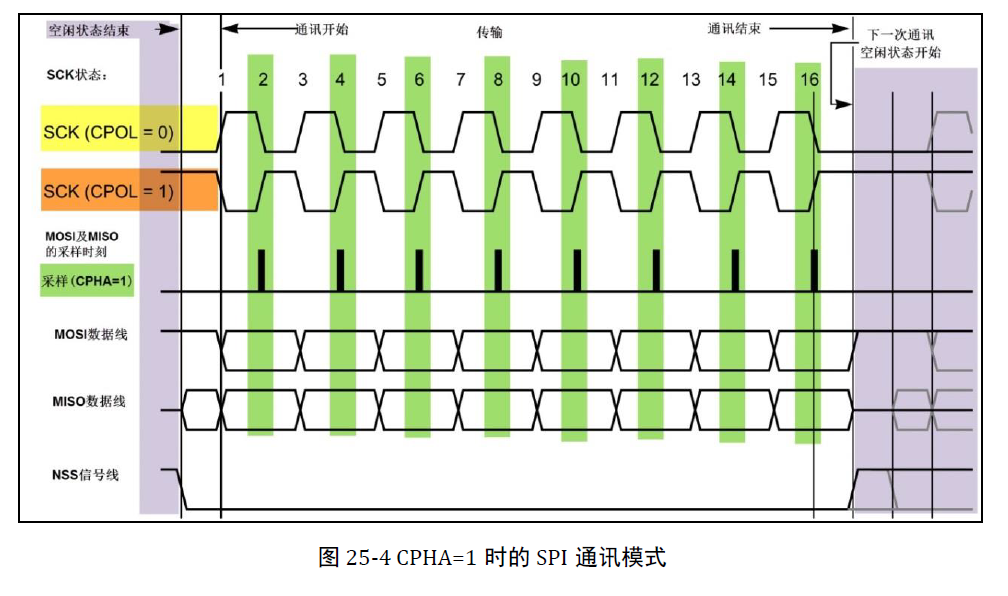 空闲状态结束
通讯开始
传输
通讯结束
下一次通讯
空闲状态开始
SCK状态：
1 2 3 4 5 6 7 8 9 10 11 12 13 14 15 16
SCK (CPOL = 0)
SCK (CPOL = 1)
MOSI及MISO
的采样时刻
采样(CPHA=1)
MOSI数据线
MISO数据线
NSS信号线
图 25-4 CPHA=1 时的 SPI 通讯模式